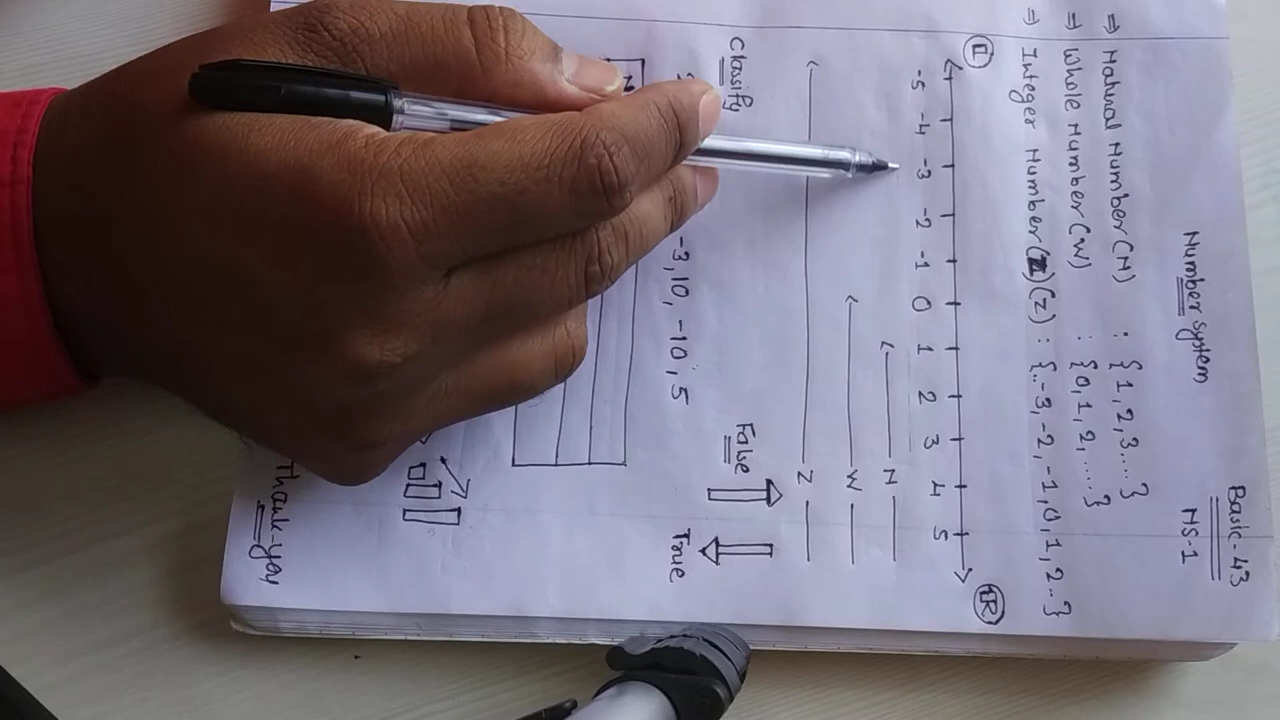 Basic-43
Number System NS-1
⇒ Natural Number (N) : {1, 2, 3....}
⇒ Whole Number (W) : {0, 1, 2, ....}
⇒ Integer Number (Z) (Z) : {..-3, -2, -1, 0, 1, 2..}
L R
-5 -4 -3 -2 -1 0 1 2 3 4 5
N
W
Z
Classify False True
-3, 10, -10, 5
Thank-you